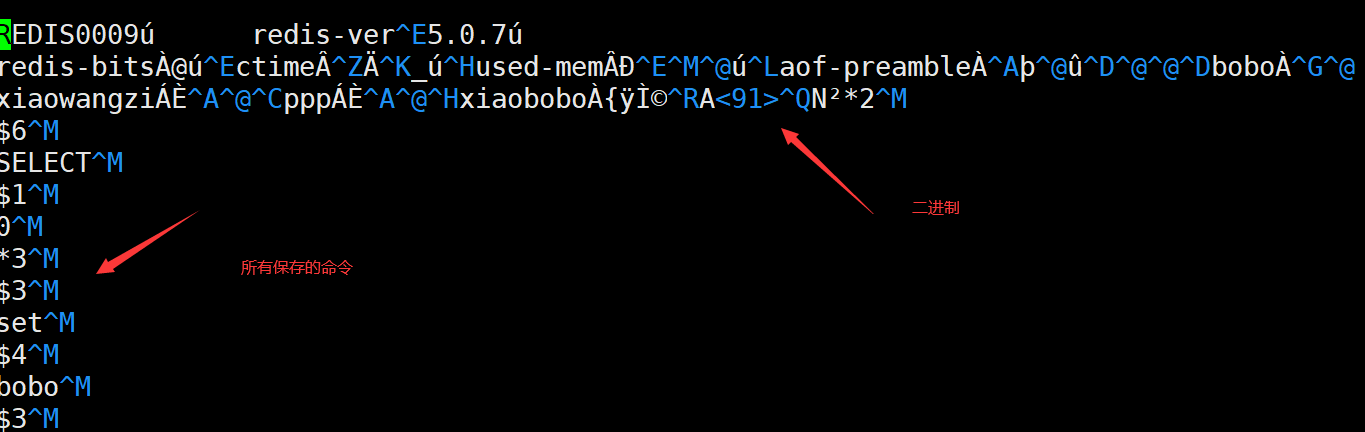 REDIS0009ú      redis-ver^E5.0.7ú
redis-bitsÀ@ú^EctimeÂ^ZÄ^K_ú^Hused-memÂÐ^E^M^@ú^Laof-preambleÀ^Aþ^@û^D^@^@^DboboÀ^G^@
xiaowangziÁÈ^A^@^CpppÁÈ^A^@^HxiaoboboÀ{ÿÌ©^RA<91>^QN²*2^M
$6^M
SELECT^M
$1^M
0^M
*3^M
$3^M
set^M
$4^M
bobo^M
$3^M
二进制
所有保存的命令